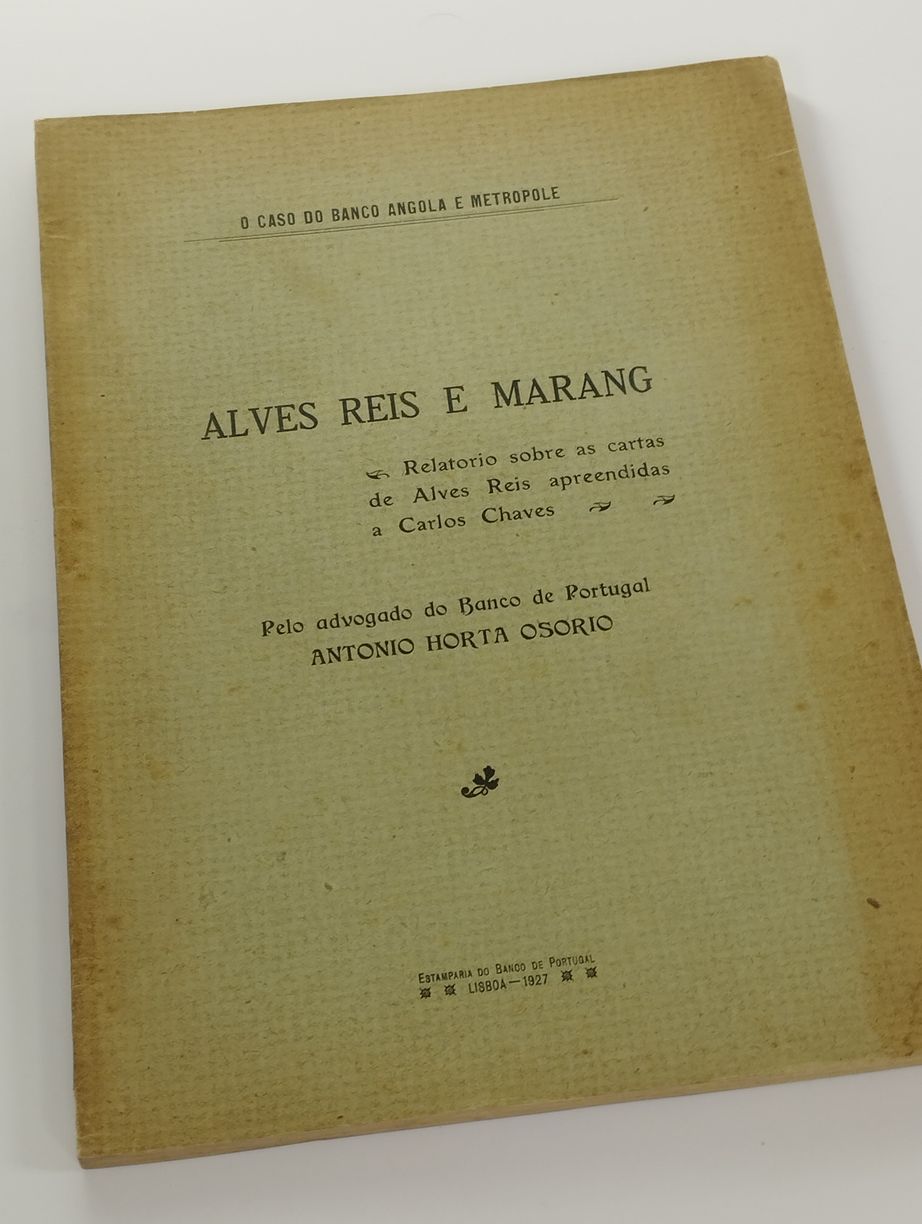 O CASO DO BANCO ANGOLA E METROPOLE
ALVES REIS E MARANG
Relatorio sobre as cartas
de Alves Reis apreendidas
a Carlos Chaves
Pelo advogado do Banco de Portugal
ANTONIO HORTA OSORIO
ESTAMPARIA DO BANCO DE PORTUGAL
LISBOA—1927